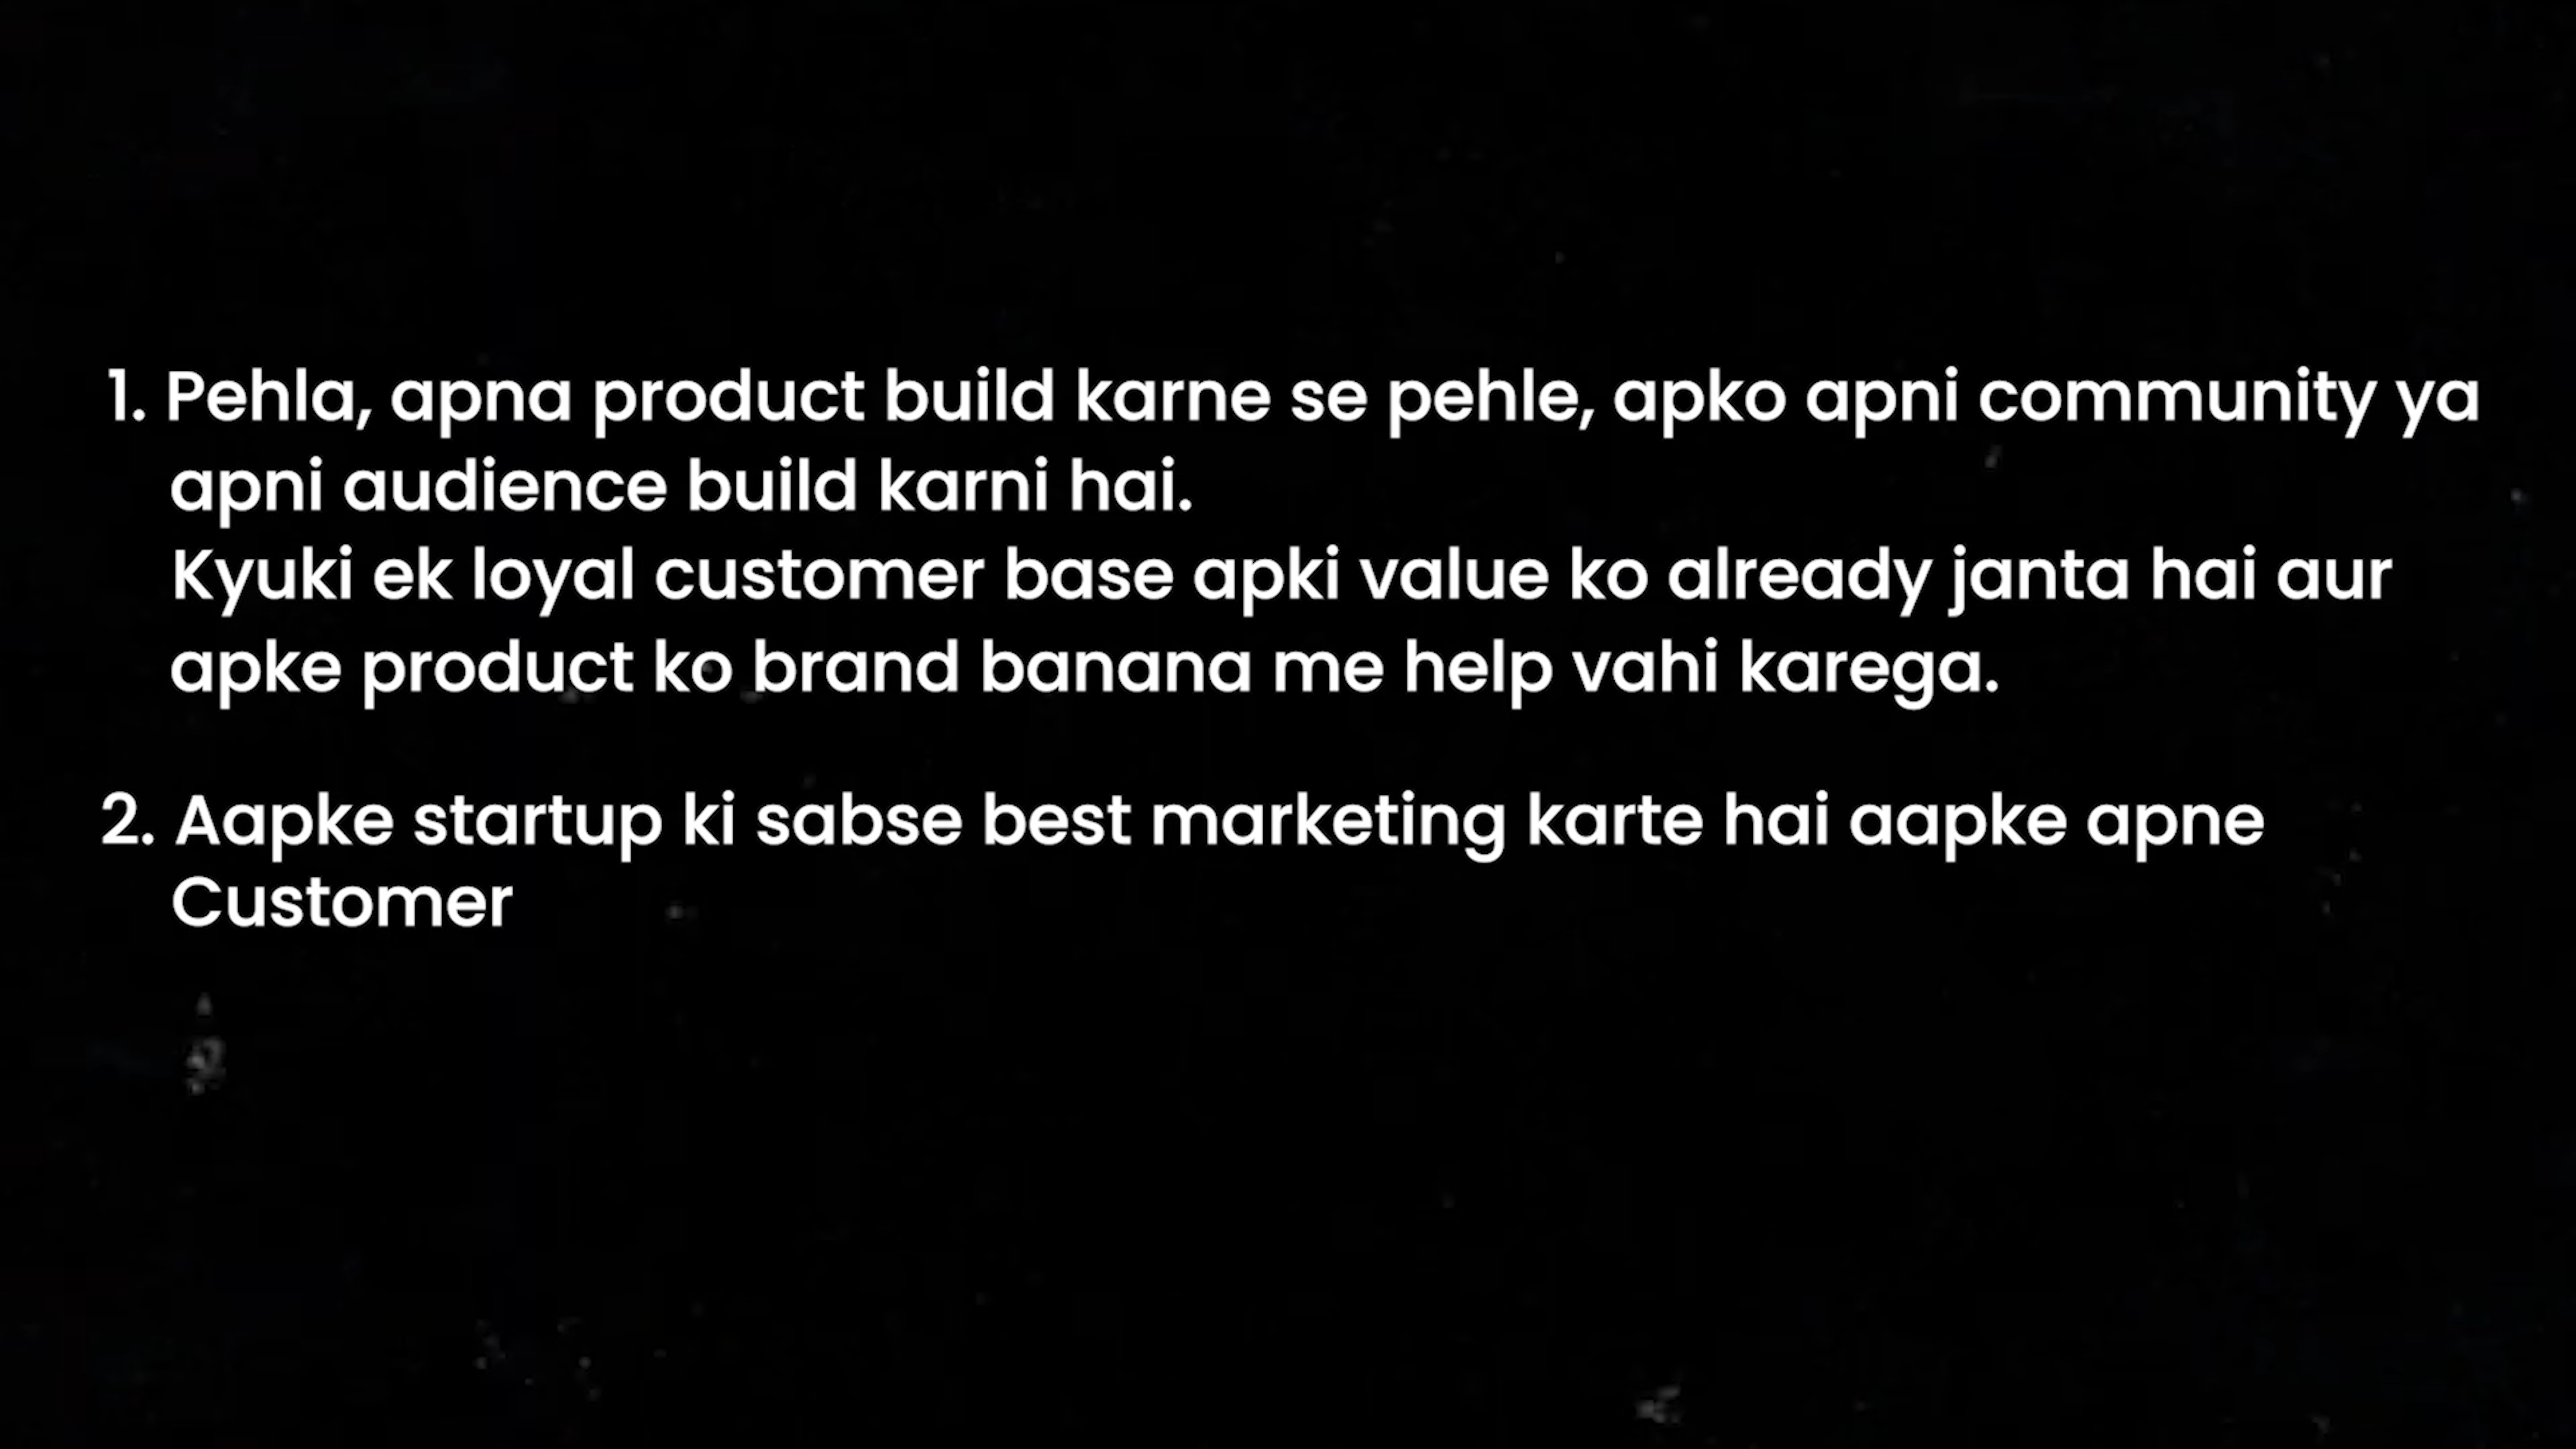 1. Pehla, apna product build karne se pehle, apko apni community ya
apni audience build karni hai.
Kyuki ek loyal customer base apki value ko already janta hai aur
apke product ko brand banana me help vahi karega.
2. Aapke startup ki sabse best marketing karte hai aapke apne
Customer